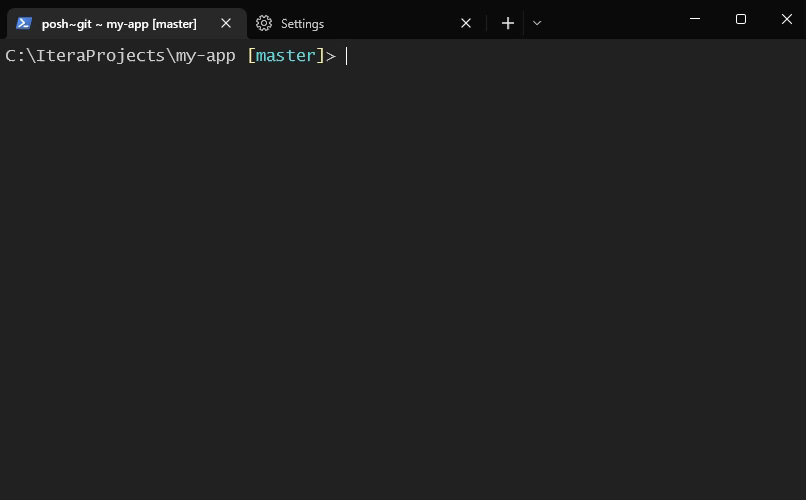 posh~git ~ my-app [master]
Settings
C:\IteraProjects\my-app [master]>